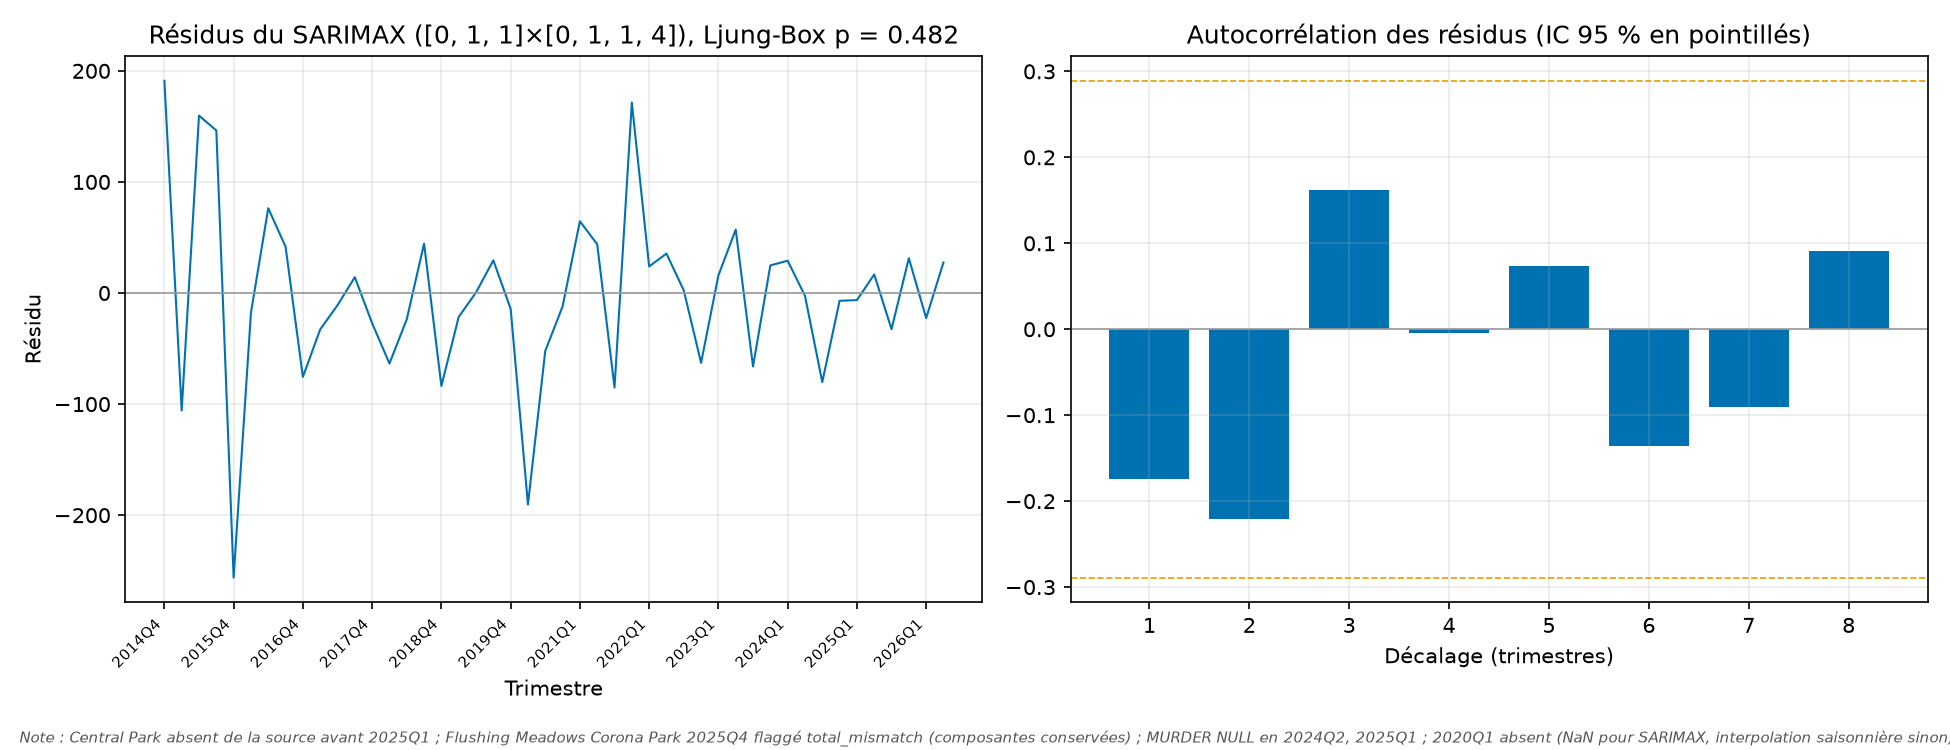 Résidus du SARIMAX ([0, 1, 1]×[0, 1, 1, 4]), Ljung-Box p = 0.482
200
100
0
−100
−200
Résidu
2014Q4
2015Q4
2016Q4
2017Q4
2018Q4
2019Q4
2021Q1
2022Q1
2023Q1
2024Q1
2025Q1
2026Q1
Trimestre
Autocorrélation des résidus (IC 95 % en pointillés)
0.3
0.2
0.1
0.0
−0.1
−0.2
−0.3
1
2
3
4
5
6
7
8
Décalage (trimestres)
Note : Central Park absent de la source avant 2025Q1 ; Flushing Meadows Corona Park 2025Q4 flaggé total_mismatch (composantes conservées) ; MURDER NULL en 2024Q2, 2025Q1 ; 2020Q1 absent (NaN pour SARIMAX, interpolation saisonnière sinon)